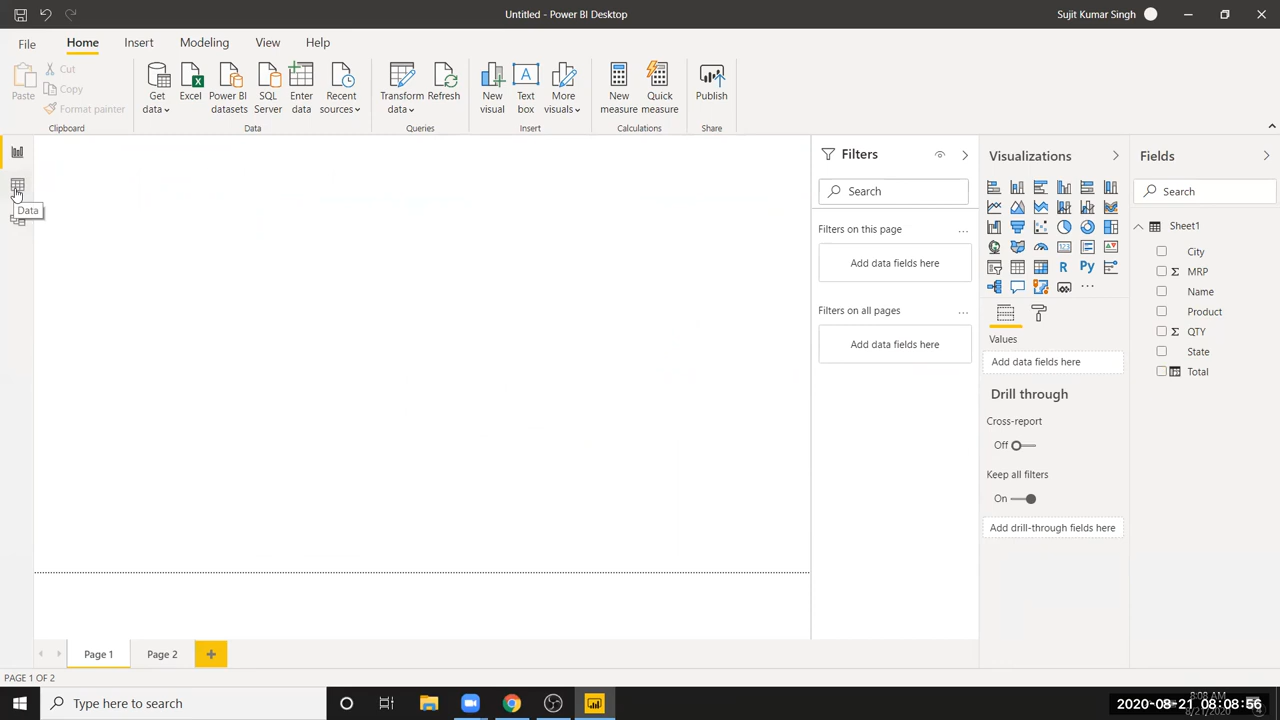 Untitled - Power BI Desktop
Sujit Kumar Singh
File
Home
Insert
Modeling
View
Help
Paste
Cut
Copy
Format painter
Clipboard
Get data
Excel
Power BI datasets
SQL Server
Enter data
Recent sources
Data
Transform data
Refresh
Queries
New visual
Text box
More visuals
Insert
New measure
Quick measure
Calculations
Publish
Share
Data
Filters
Search
Filters on this page
...
Add data fields here
Filters on all pages
...
Add data fields here
Visualizations
R
Py
Values
Add data fields here
Drill through
Cross-report
Off
Keep all filters
On
Add drill-through fields here
Fields
Search
Sheet1
City
Σ MRP
Name
Product
Σ QTY
State
Total
Page 1
Page 2
+
PAGE 1 OF 2
Type here to search
8:08 AM
8/21/2020
2020-08-21 08:08:56